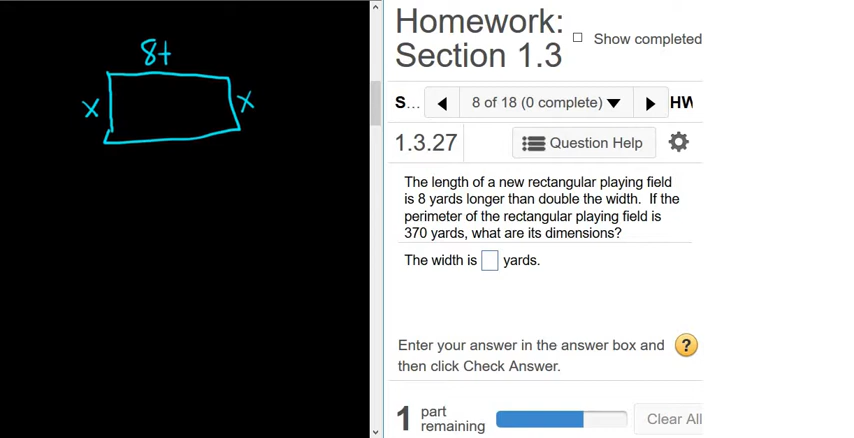 8+
x
x
Homework:
Section 1.3
Show completed
S...
8 of 18 (0 complete)
HW
1.3.27
Question Help
The length of a new rectangular playing field
is 8 yards longer than double the width. If the
perimeter of the rectangular playing field is
370 yards, what are its dimensions?
The width is yards.
Enter your answer in the answer box and
then click Check Answer.
?
1 part
remaining
Clear All